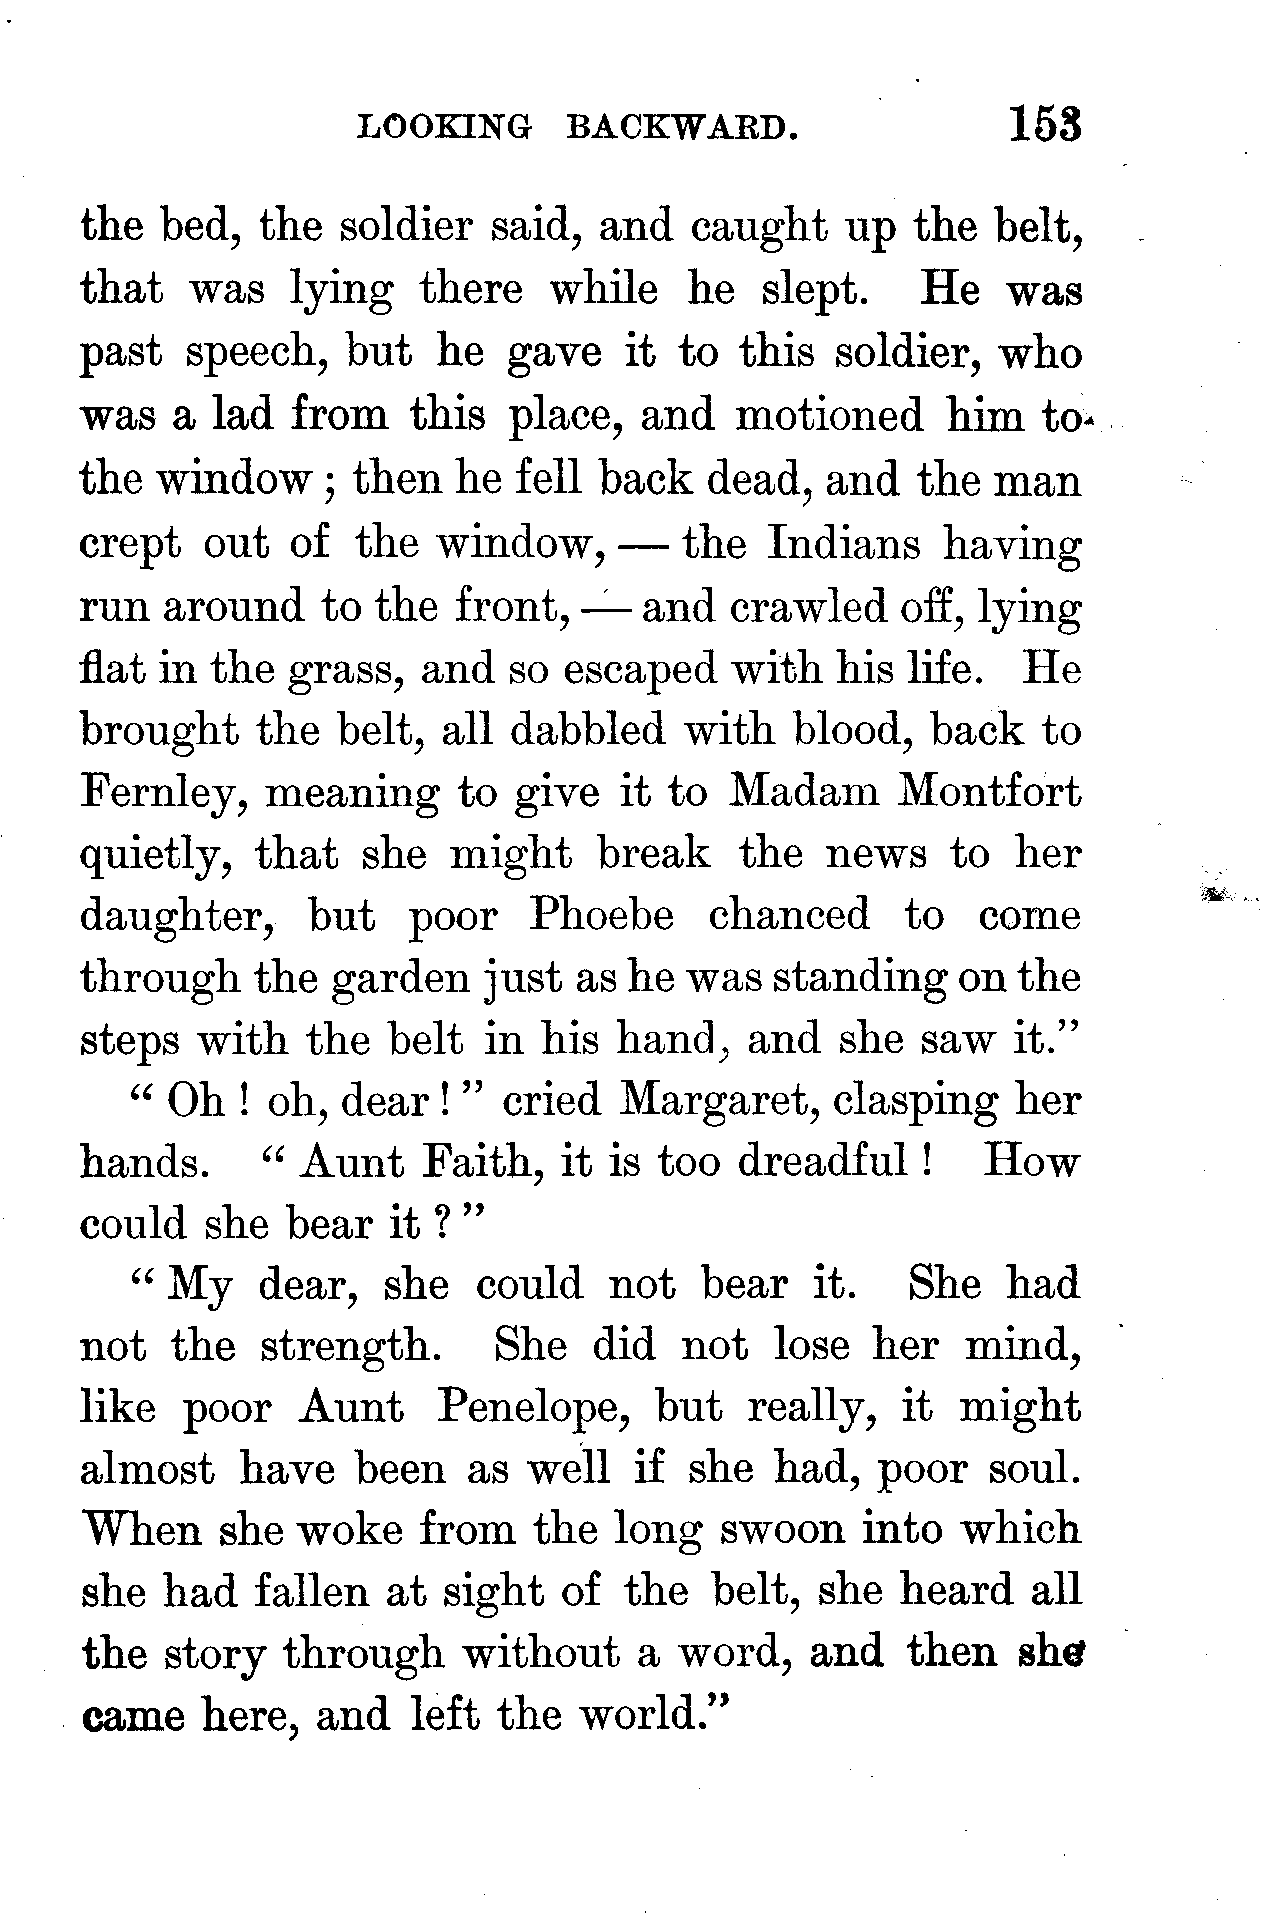 LOOKING BACKWARD. 153
the bed, the soldier said, and caught up the belt,
that was lying there while he slept. He was
past speech, but he gave it to this soldier, who
was a lad from this place, and motioned him to
the window ; then he fell back dead, and the man
crept out of the window, — the Indians having
run around to the front, — and crawled off, lying
flat in the grass, and so escaped with his life. He
brought the belt, all dabbled with blood, back to
Fernley, meaning to give it to Madam Montfort
quietly, that she might break the news to her
daughter, but poor Phoebe chanced to come
through the garden just as he was standing on the
steps with the belt in his hand, and she saw it.”
“ Oh ! oh, dear ! ” cried Margaret, clasping her
hands. “ Aunt Faith, it is too dreadful ! How
could she bear it ? ”
“ My dear, she could not bear it. She had
not the strength. She did not lose her mind,
like poor Aunt Penelope, but really, it might
almost have been as well if she had, poor soul.
When she woke from the long swoon into which
she had fallen at sight of the belt, she heard all
the story through without a word, and then she
came here, and left the world.”